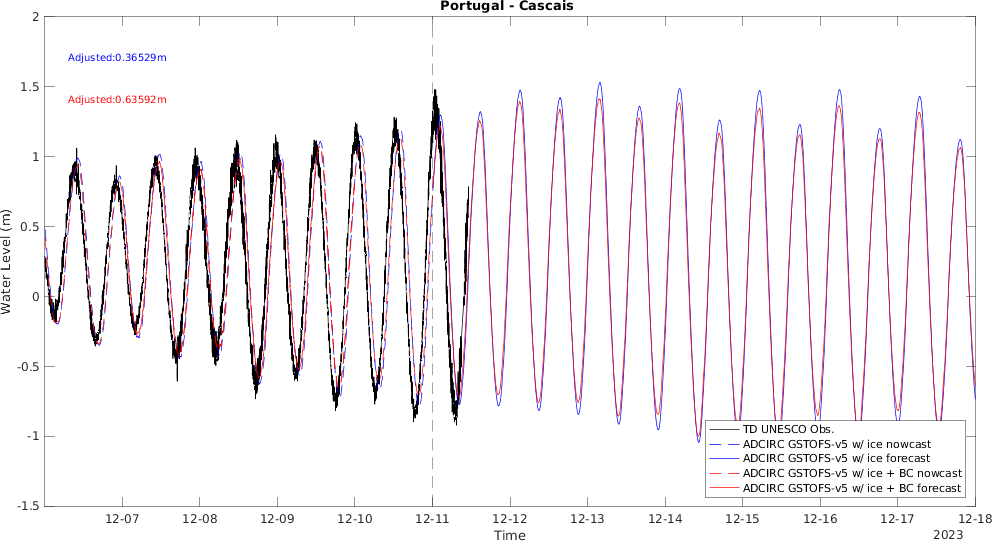 Portugal - Cascais
2
Adjusted:0.36529m
1.5
Adjusted:0.63592m
1
0.5
Water Level (m)
0
-0.5
-1
TD UNESCO Obs.
ADCIRC GSTOFS-v5 w/ ice nowcast
ADCIRC GSTOFS-v5 w/ ice forecast
ADCIRC GSTOFS-v5 w/ ice + BC nowcast
ADCIRC GSTOFS-v5 w/ ice + BC forecast
-1.5
12-07 12-08 12-09 12-10 12-11 12-12 12-13 12-14 12-15 12-16 12-17 12-18
Time
2023